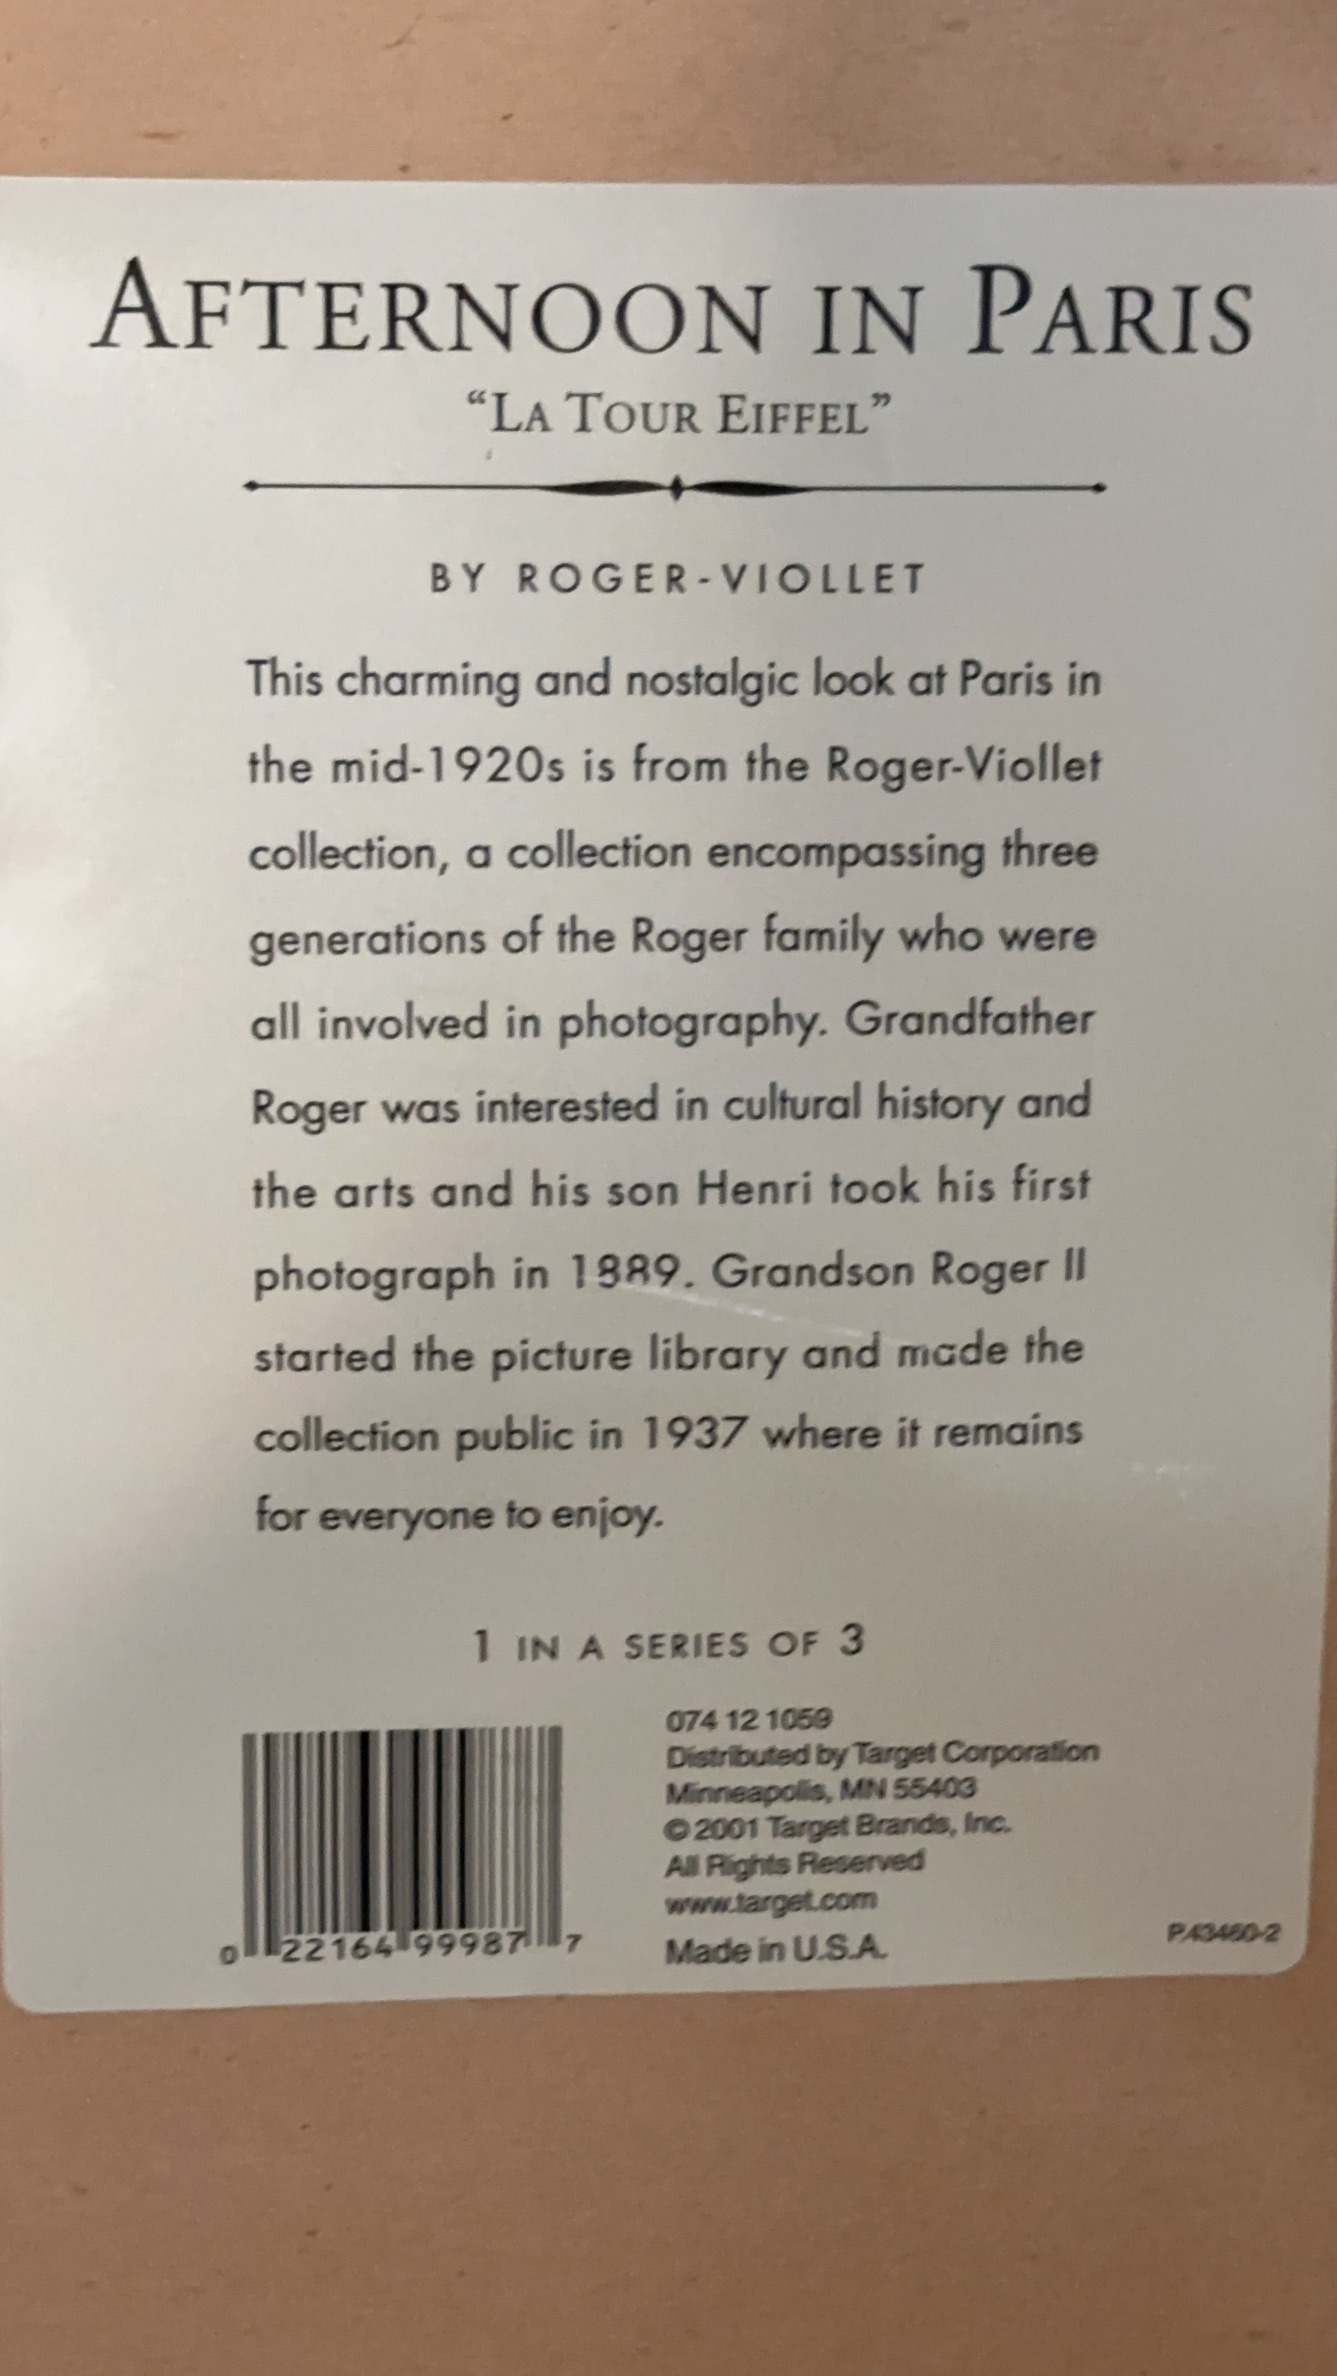 AFTERNOON IN PARIS
“LA TOUR EIFFEL”
BY ROGER-VIOLLET
This charming and nostalgic look at Paris in
the mid-1920s is from the Roger-Viollet
collection, a collection encompassing three
generations of the Roger family who were
all involved in photography. Grandfather
Roger was interested in cultural history and
the arts and his son Henri took his first
photograph in 1889. Grandson Roger II
started the picture library and made the
collection public in 1937 where it remains
for everyone to enjoy.
1 IN A SERIES OF 3
074 12 1059
Distributed by Target Corporation
Minneapolis, MN 55403
© 2001 Target Brands, Inc.
All Rights Reserved
www.target.com
Made in U.S.A.
P.43460-2
0 22164 99987 7